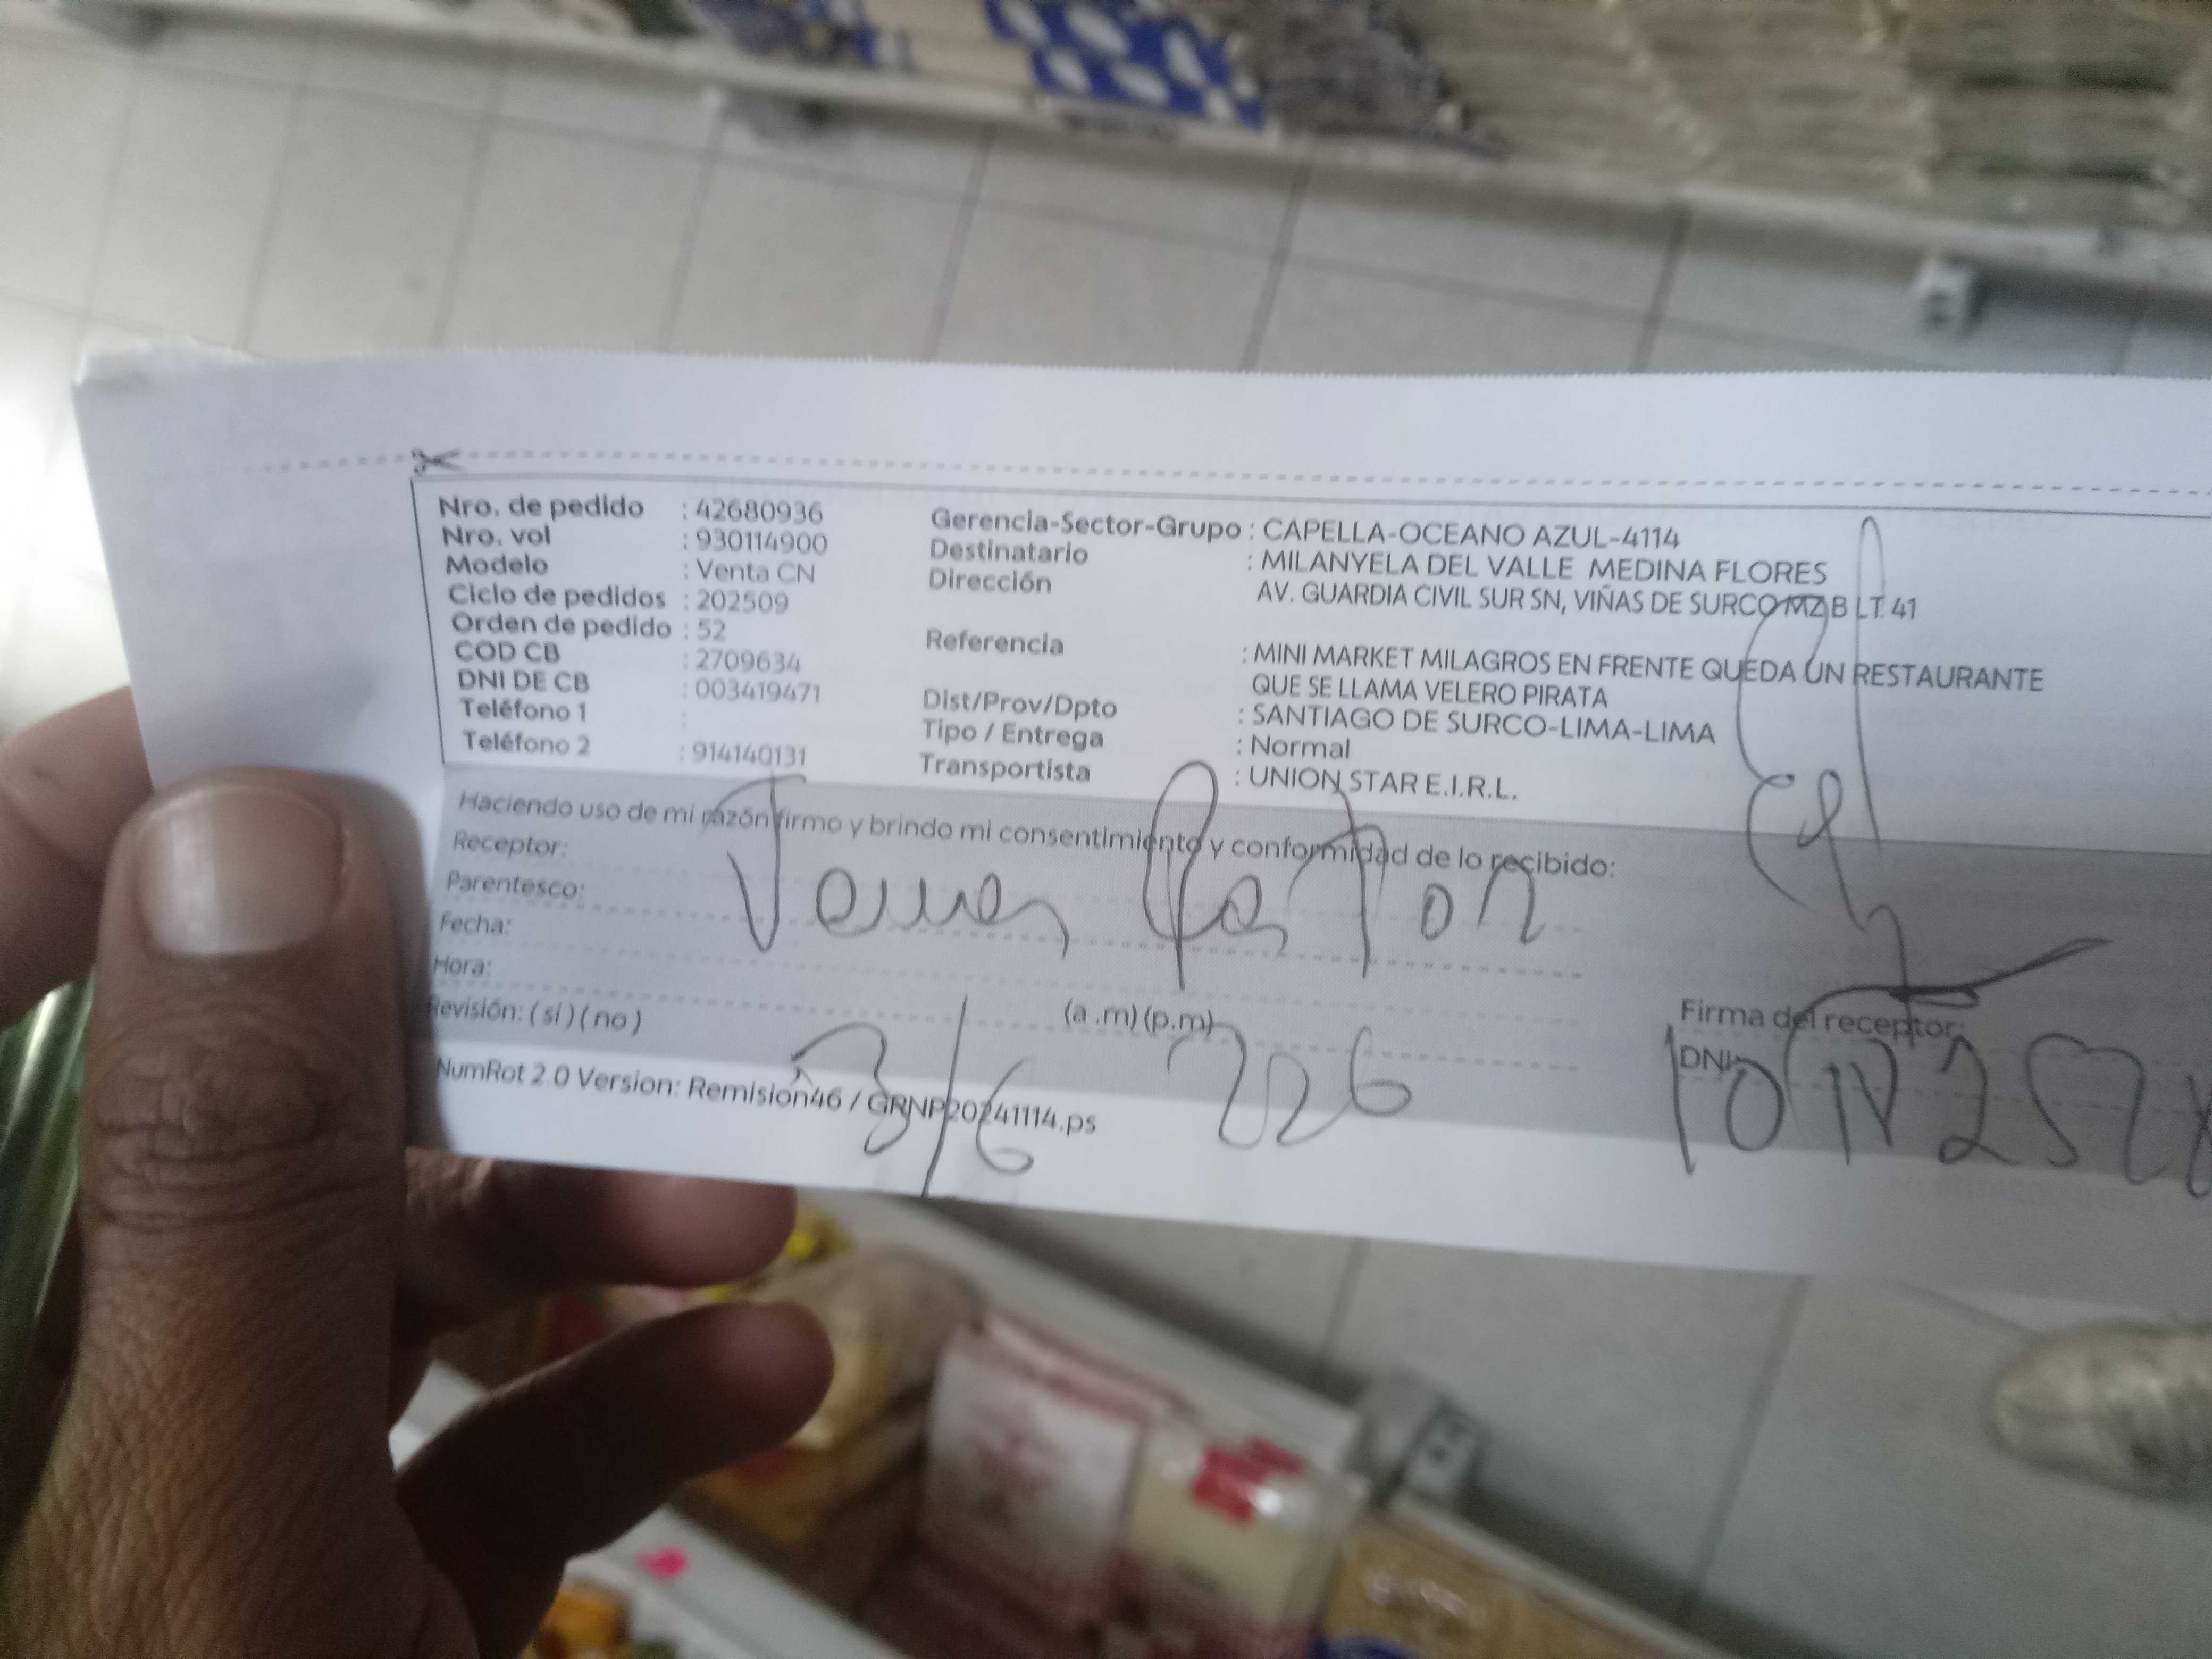 Nro. de pedido : 42680936
Nro. vol : 930114900
Modelo : Venta CN
Ciclo de pedidos : 202509
Orden de pedido : 52
COD CB : 2709634
DNI DE CB : 003419471
Teléfono 1 :
Teléfono 2 : 914140131
Gerencia-Sector-Grupo : CAPELLA-OCEANO AZUL-4114
Destinatario : MILANYELA DEL VALLE MEDINA FLORES
Dirección AV. GUARDIA CIVIL SUR SN, VIÑAS DE SURCO MZ B LT. 41
Referencia : MINI MARKET MILAGROS EN FRENTE QUEDA UN RESTAURANTE
QUE SE LLAMA VELERO PIRATA
Dist/Prov/Dpto : SANTIAGO DE SURCO-LIMA-LIMA
Tipo / Entrega : Normal
Transportista : UNION STAR E.I.R.L.
Haciendo uso de mi razón firmo y brindo mi consentimiento y conformidad de lo recibido:
Receptor:
Parentesco:
Fecha:
Hora: (a .m) (p.m)
Revisión: ( si ) ( no )
3/6 226
Firma del receptor:
DNI:
NumRot 2.0 Version: Remision46 / GRNP20241114.ps